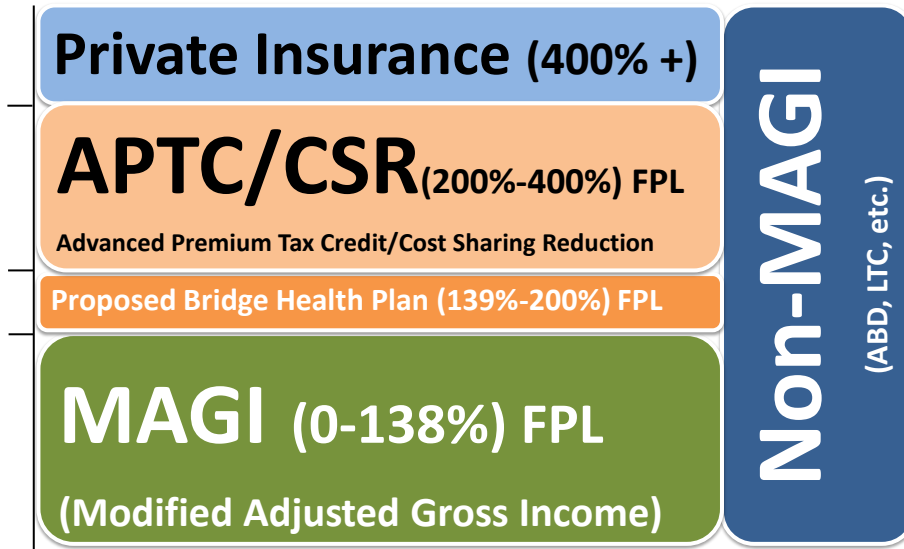 Private Insurance (400% +)
APTC/CSR(200%-400%) FPL
Advanced Premium Tax Credit/Cost Sharing Reduction
Proposed Bridge Health Plan (139%-200%) FPL
MAGI (0-138%) FPL
(Modified Adjusted Gross Income)
Non-MAGI
(ABD, LTC, etc.)